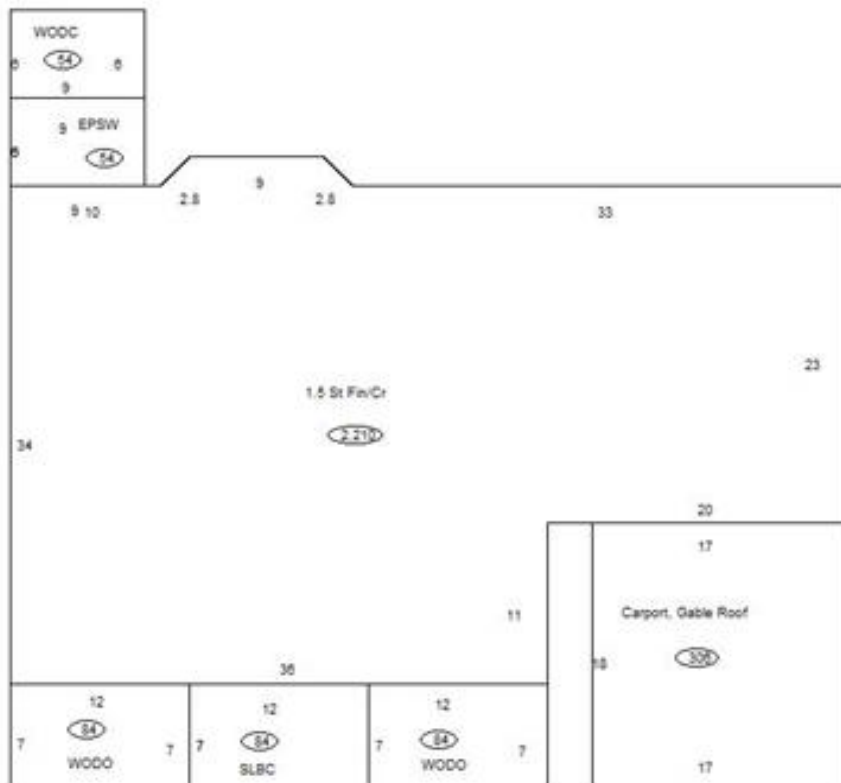 WODC
6 54 6
9
9 EPSW
6 54
9
2.8 2.8
9 10 33
23
1.5 St Fin/Cr
2,210
34
20
17
11
Carport, Gable Roof
18 306
36
12 12 12
84 84 84
7 7 7 7 7
WODO SLBC WODO
17